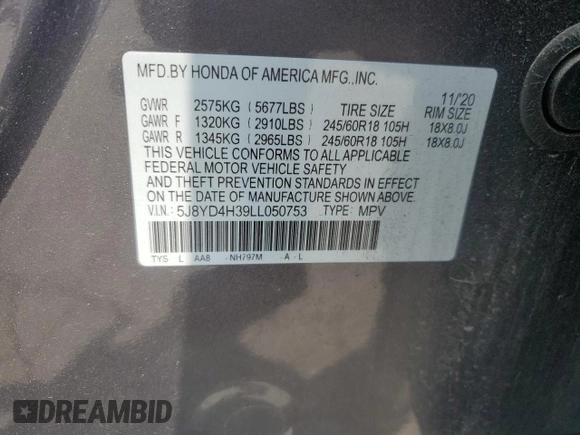 MFD.BY HONDA OF AMERICA MFG.,INC.
11/'20
GVWR 2575KG ( 5677LBS ) TIRE SIZE RIM SIZE
GAWR F 1320KG ( 2910LBS ) 245/60R18 105H 18X8.0J
GAWR R 1345KG ( 2965LBS ) 245/60R18 105H 18X8.0J
THIS VEHICLE CONFORMS TO ALL APPLICABLE
FEDERAL MOTOR VEHICLE SAFETY
AND THEFT PREVENTION STANDARDS IN EFFECT
ON THE DATE OF MANUFACTURE SHOWN ABOVE.
V.I.N.: 5J8YD4H39LL050753 TYPE: MPV
TYS L AA8 -NH797M -A -L
DREAMBID